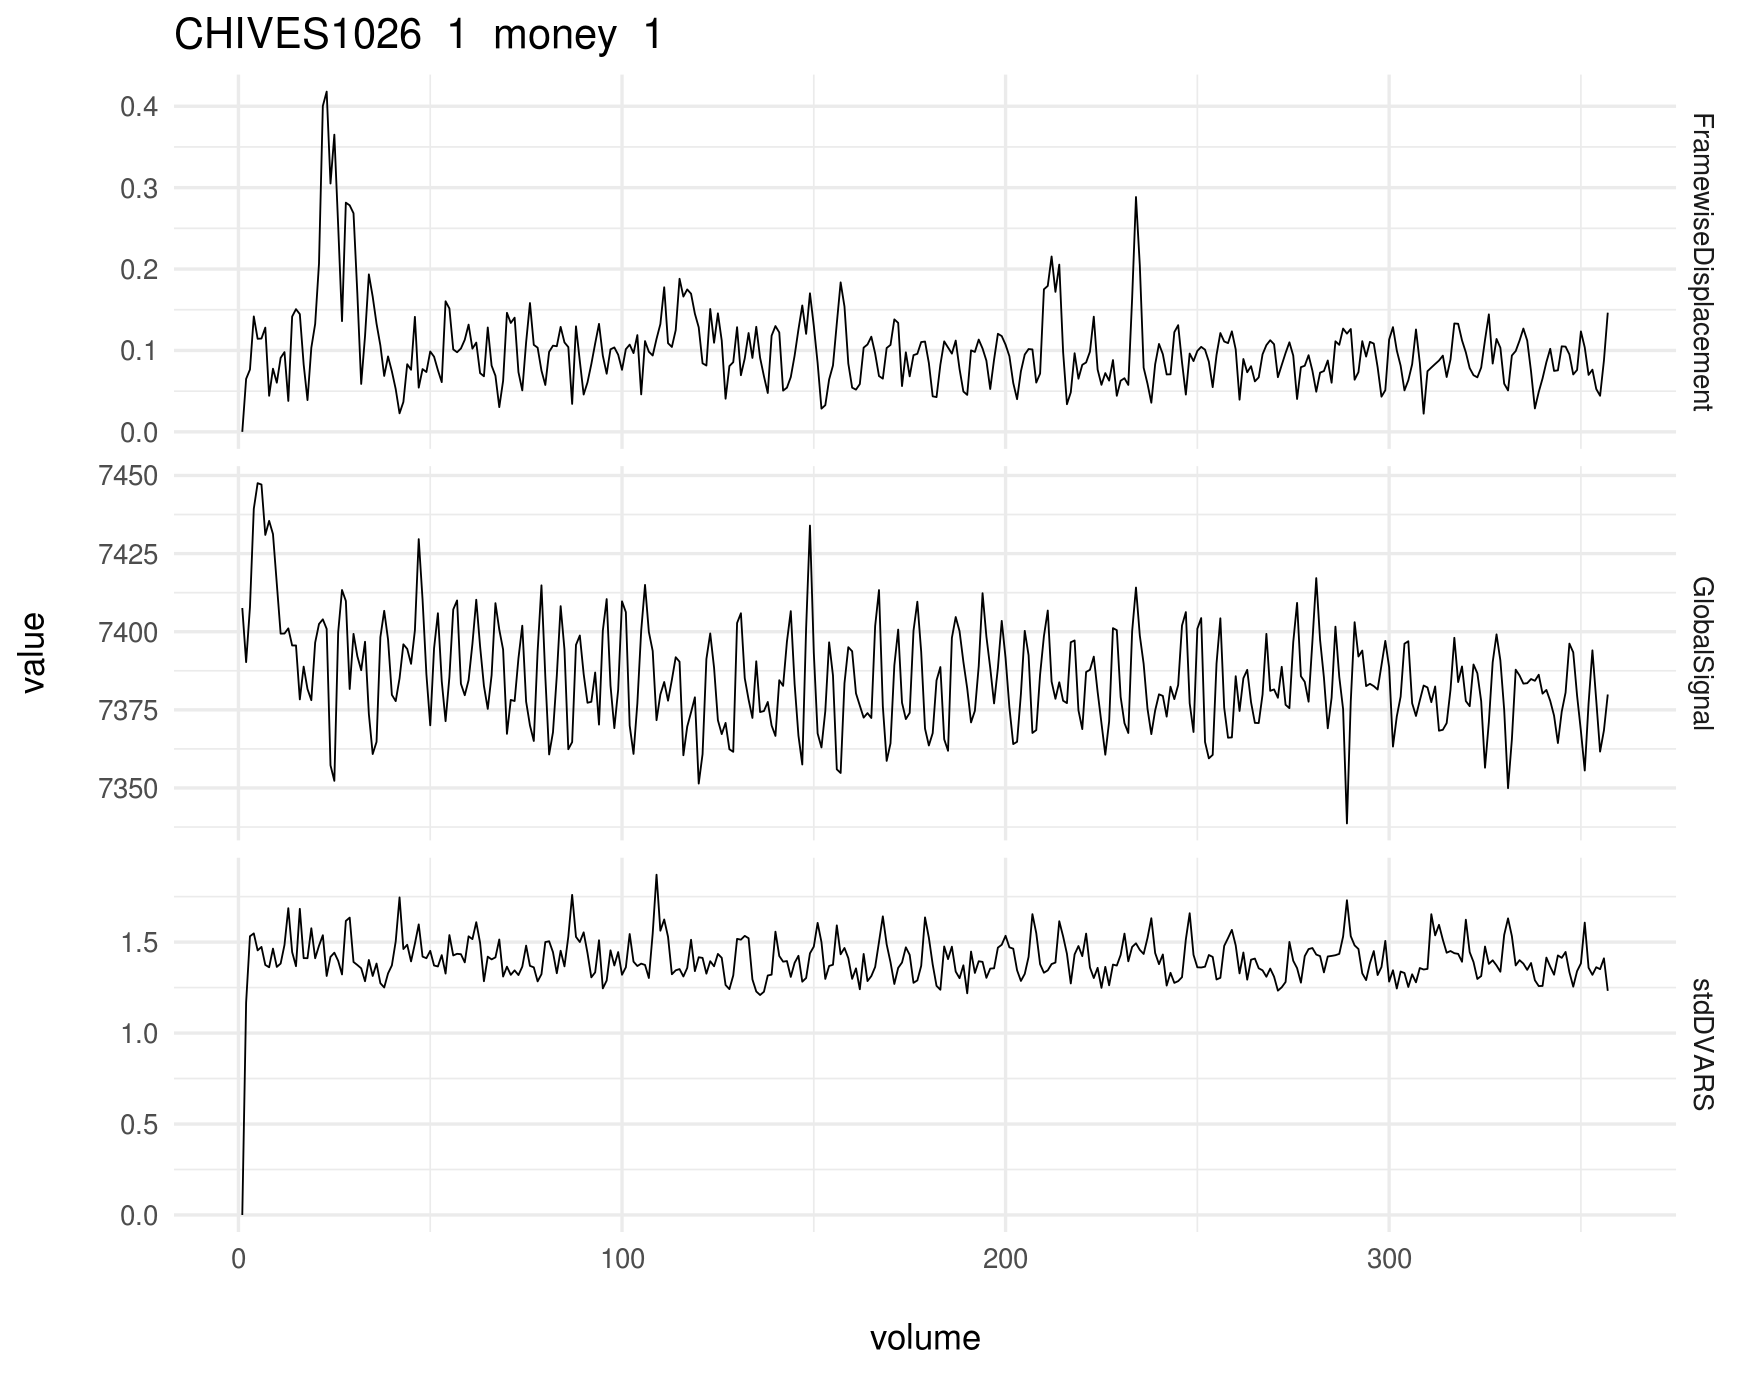 CHIVES1026 1 money 1
0.4
0.3
0.2
0.1
0.0
FramewiseDisplacement
7450
7425
7400
7375
7350
GlobalSignal
value
1.5
1.0
0.5
0.0
stdDVARS
0 100 200 300
volume